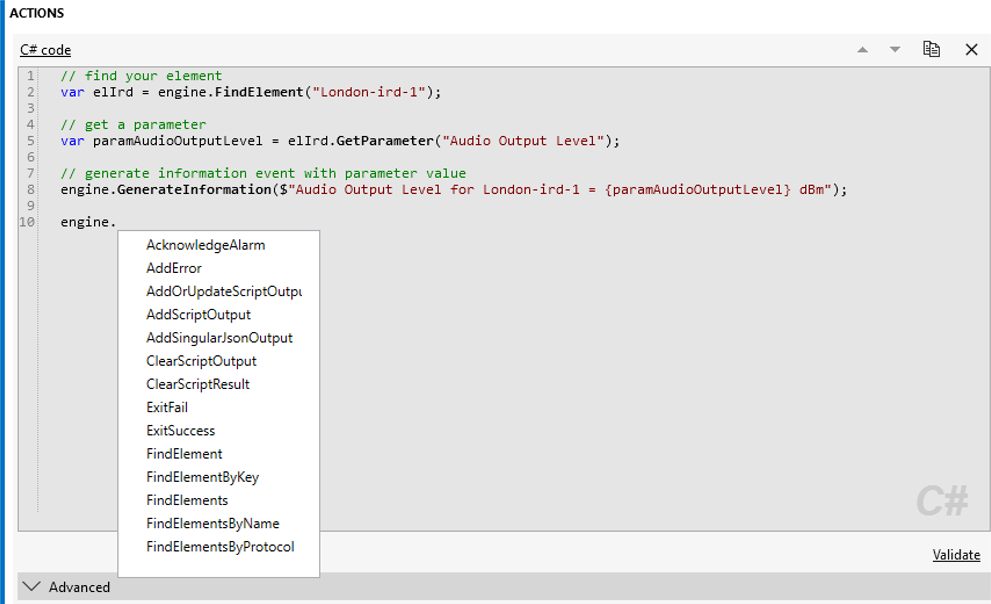 ACTIONS
C# code
1 // find your element
2 var elIrd = engine.FindElement("London-ird-1");
3
4 // get a parameter
5 var paramAudioOutputLevel = elIrd.GetParameter("Audio Output Level");
6
7 // generate information event with parameter value
8 engine.GenerateInformation($"Audio Output Level for London-ird-1 = {paramAudioOutputLevel} dBm");
9
10 engine.
AcknowledgeAlarm
AddError
AddOrUpdateScriptOutpu
AddScriptOutput
AddSingularJsonOutput
ClearScriptOutput
ClearScriptResult
ExitFail
ExitSuccess
FindElement
FindElementByKey
FindElements
FindElementsByName
FindElementsByProtocol
C#
Validate
Advanced